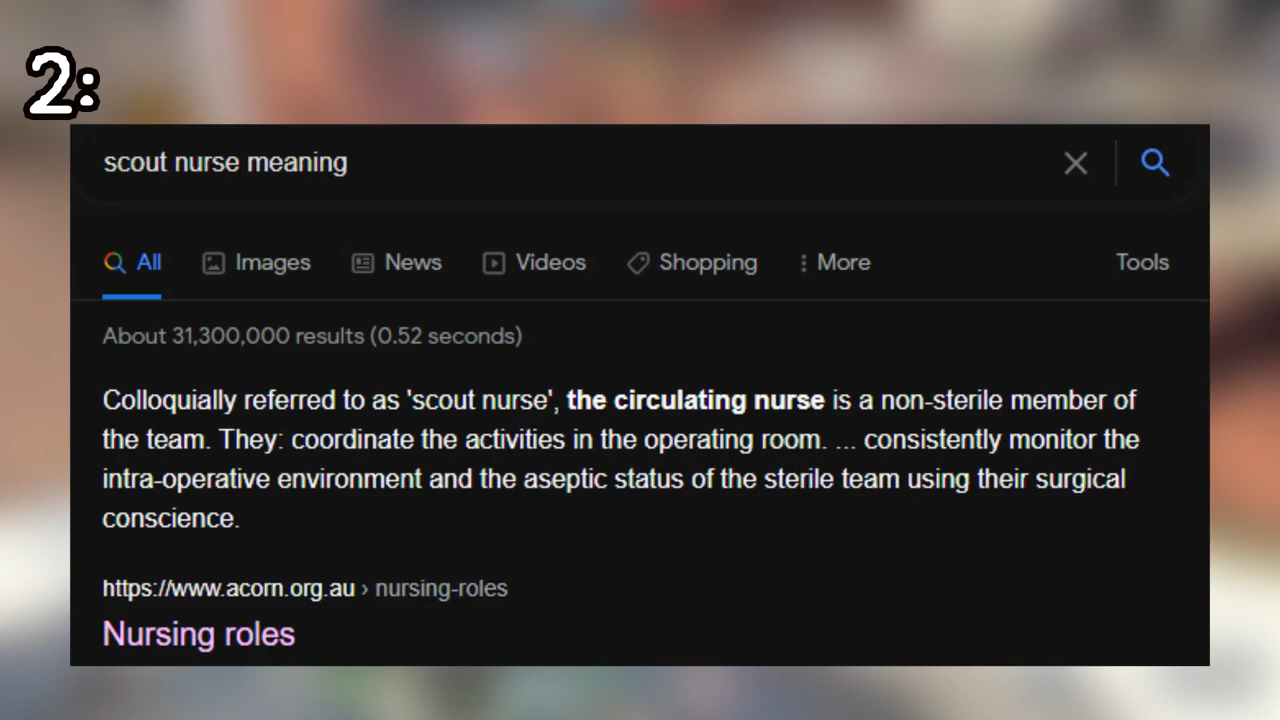 2:
scout nurse meaning
All Images News Videos Shopping More Tools
About 31,300,000 results (0.52 seconds)
Colloquially referred to as 'scout nurse', the circulating nurse is a non-sterile member of
the team. They: coordinate the activities in the operating room. ... consistently monitor the
intra-operative environment and the aseptic status of the sterile team using their surgical
conscience.
https://www.acorn.org.au › nursing-roles
Nursing roles